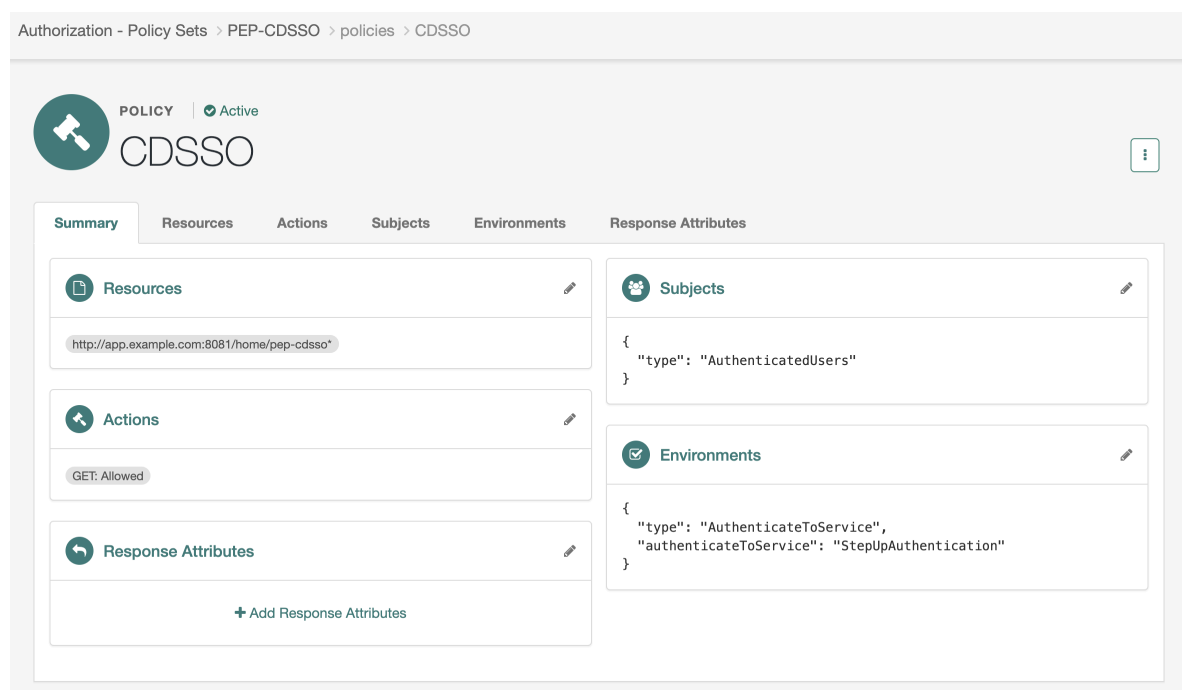 Authorization - Policy Sets > PEP-CDSSO > policies > CDSSO
POLICY Active
CDSSO
Summary Resources Actions Subjects Environments Response Attributes
Resources
http://app.example.com:8081/home/pep-cdsso*
Actions
GET: Allowed
Response Attributes
+ Add Response Attributes
Subjects
{
"type": "AuthenticatedUsers"
}
Environments
{
"type": "AuthenticateToService",
"authenticateToService": "StepUpAuthentication"
}